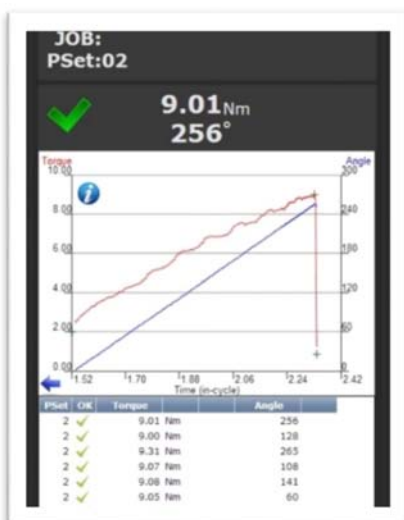 JOB:
PSet:02
9.01Nm
256°
Torque Angle
10.00 300
8.00 240
6.00 180
4.00 120
2.00 60
0.00 0
1.52 1.70 1.88 2.06 2.24 2.42
Time (in-cycle)
PSet OK Torque Angle
2 9.01 Nm 256
2 9.00 Nm 128
2 9.31 Nm 265
2 9.07 Nm 108
2 9.08 Nm 141
2 9.05 Nm 60